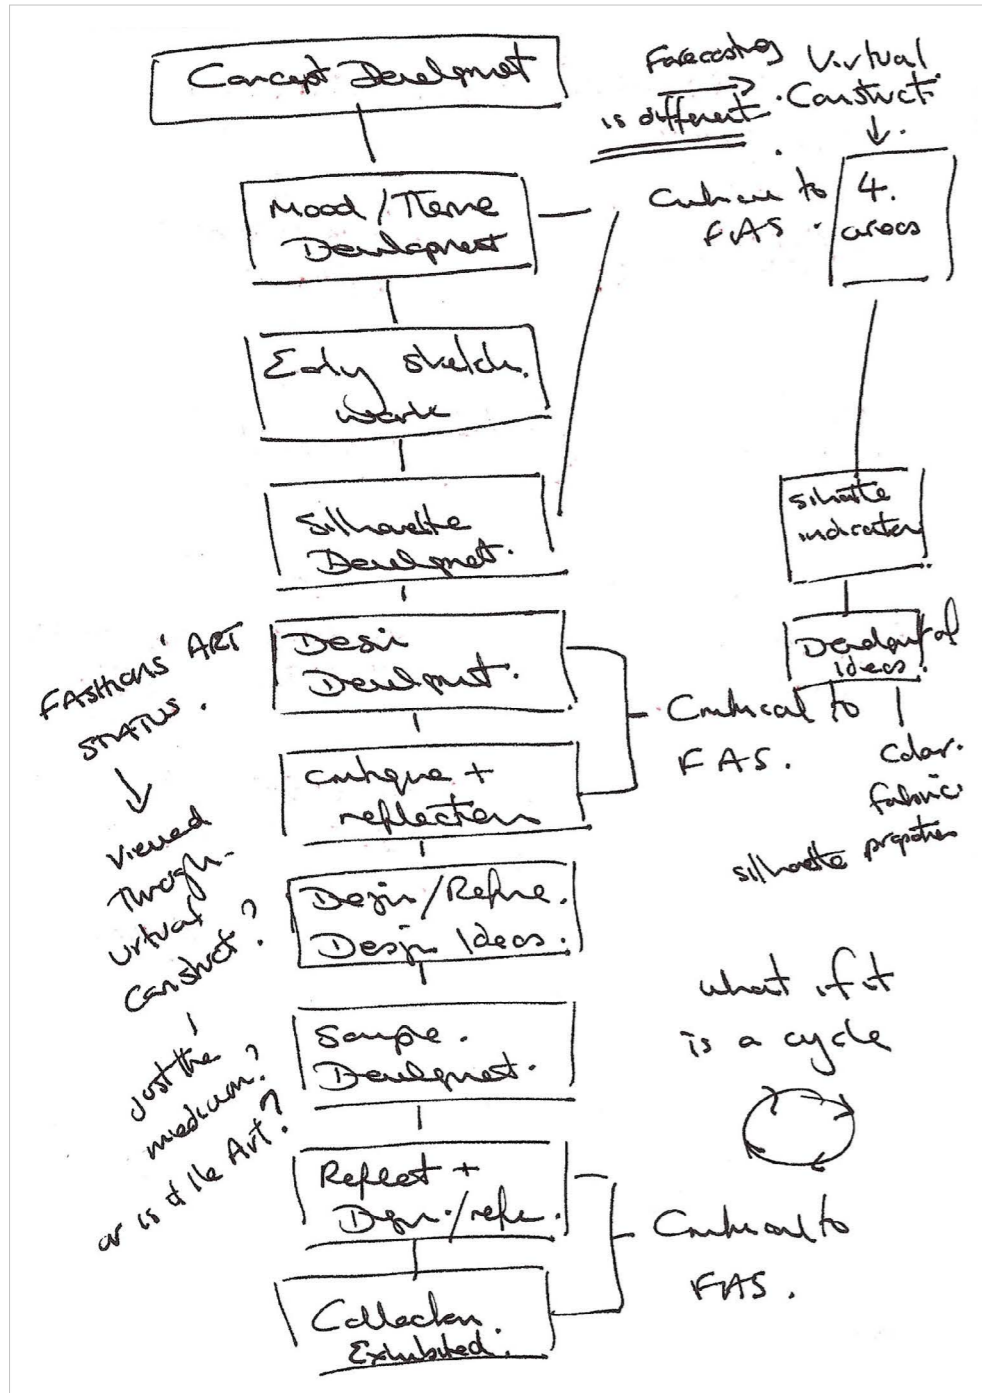 Concept Development
Mood / Theme
Development
Early sketch
work
Silhouette
Development.
Design
Development.
critique +
reflection
Design/Refine.
Design Ideas.
Sample.
Development.
Reflect +
Design/refine.
Collection
Exhibited.
Forecasting
is different.
Virtual
Construct.
Critical to
FAS.
4.
areas
silhouette
indication
Development of
ideas.
Colour.
fabric
silhouette proportions
Critical to
FAS.
what if it
is a cycle
Critical to
FAS.
FASHIONS' ART
STATUS.
Viewed
through
virtual
construct?
Just the
medium?
or is it the Art?